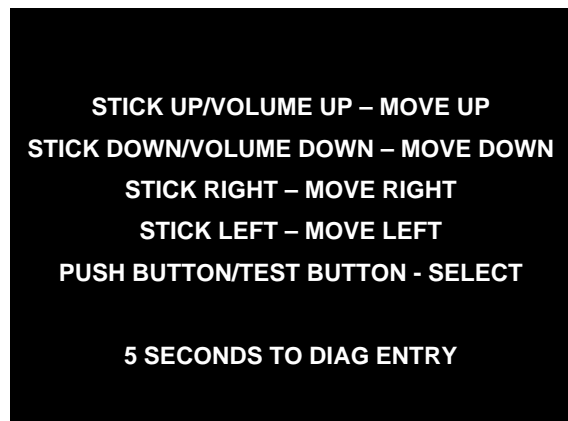 STICK UP/VOLUME UP – MOVE UP
STICK DOWN/VOLUME DOWN – MOVE DOWN
STICK RIGHT – MOVE RIGHT
STICK LEFT – MOVE LEFT
PUSH BUTTON/TEST BUTTON - SELECT
5 SECONDS TO DIAG ENTRY